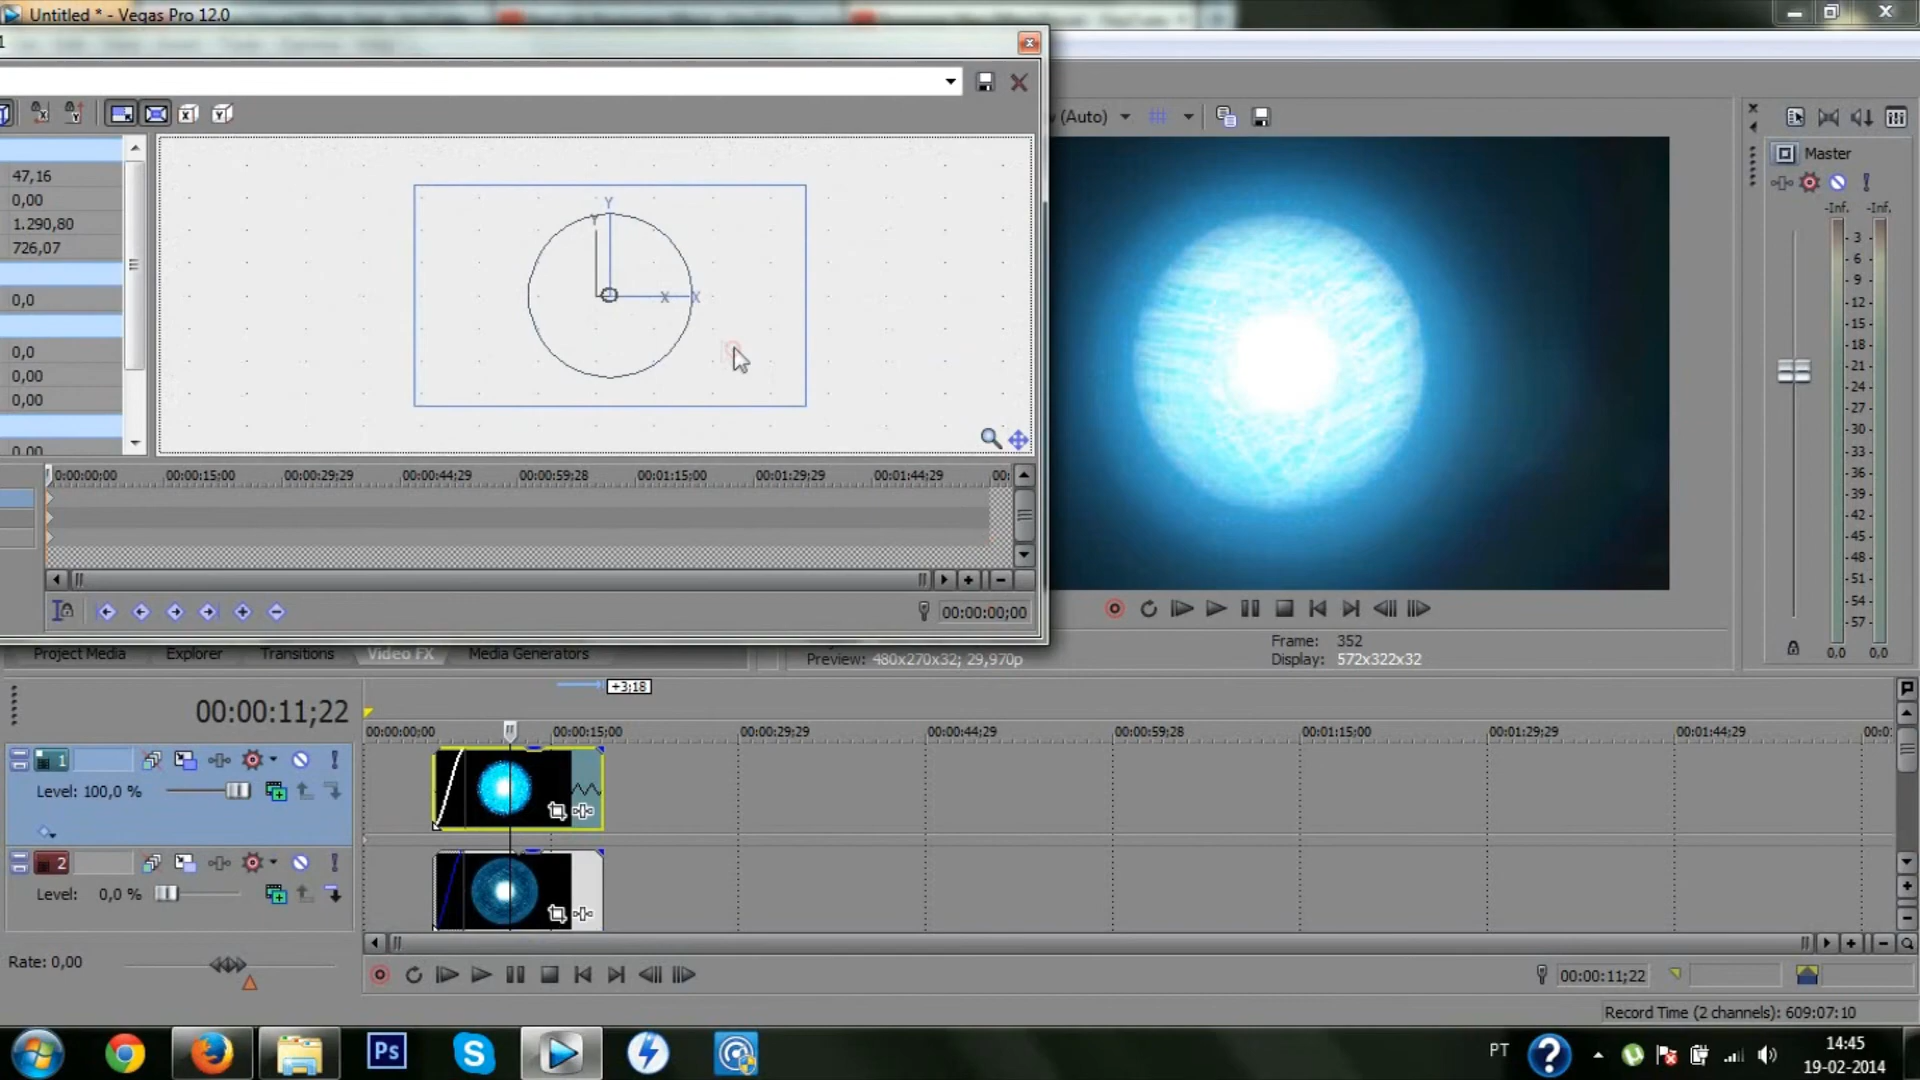 Untitled * - Vegas Pro 12.0
47,16
0,00
1.290,80
726,07
0,0
0,0
0,00
0,00
0,00
Y
Y
X X
0:00:00;00 00:00:15;00 00:00:29;29 00:00:44;29 00:00:59;28 00:01:15;00 00:01:29;29 00:01:44;29 00:
00:00:00;00
(Auto)
Master
-Inf. -Inf.
- 3 -
- 6 -
- 9 -
- 12 -
- 15 -
- 18 -
- 21 -
- 24 -
- 27 -
- 30 -
- 33 -
- 36 -
- 39 -
- 42 -
- 45 -
- 48 -
- 51 -
- 54 -
- 57 -
0,0 0,0
Frame: 352
Preview: 480x270x32; 29,970p
Display: 572x322x32
Project Media Explorer Transitions Video FX Media Generators
+3;18
00:00:11;22
00:00:00;00 00:00:15;00 00:00:29;29 00:00:44;29 00:00:59;28 00:01:15;00 00:01:29;29 00:01:44;29 00:0
1
Level: 100,0 %
2
Level: 0,0 %
Rate: 0,00
00:00:11;22
Record Time (2 channels): 609:07:10
Ps
PT
14:45
19-02-2014